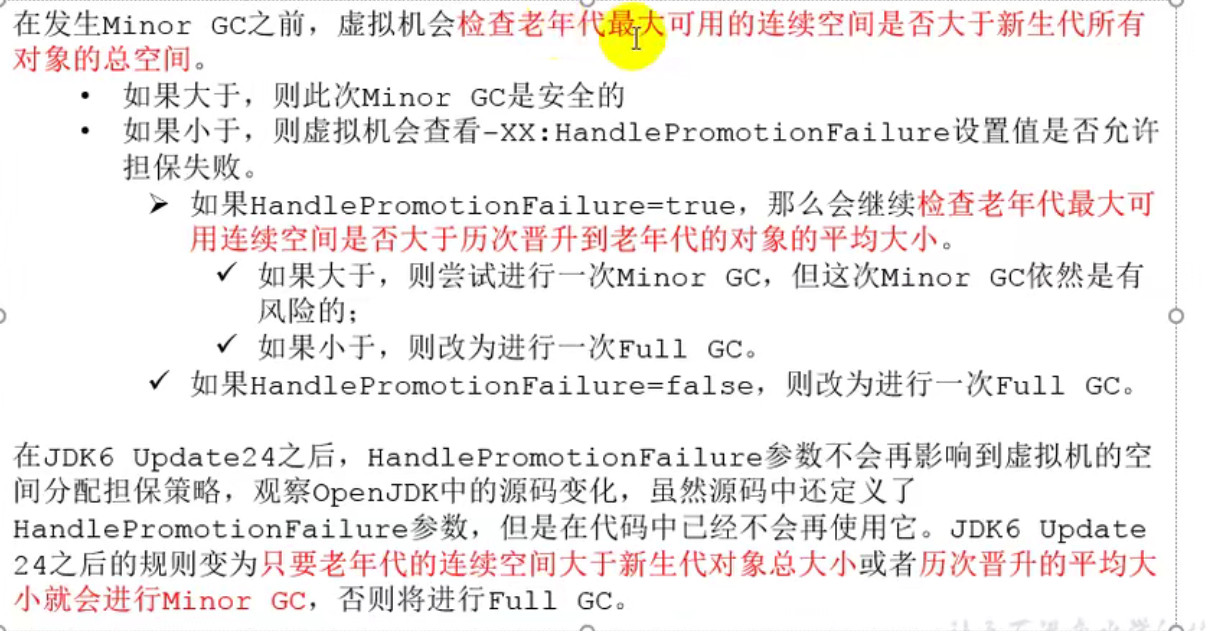 在发生Minor GC之前，虚拟机会检查老年代最大可用的连续空间是否大于新生代所有
对象的总空间。
• 如果大于，则此次Minor GC是安全的
• 如果小于，则虚拟机会查看-XX:HandlePromotionFailure设置值是否允许
担保失败。
➢ 如果HandlePromotionFailure=true，那么会继续检查老年代最大可
用连续空间是否大于历次晋升到老年代的对象的平均大小。
✓ 如果大于，则尝试进行一次Minor GC，但这次Minor GC依然是有
风险的；
✓ 如果小于，则改为进行一次Full GC。
✓ 如果HandlePromotionFailure=false，则改为进行一次Full GC。
在JDK6 Update24之后，HandlePromotionFailure参数不会再影响到虚拟机的空
间分配担保策略，观察OpenJDK中的源码变化，虽然源码中还定义了
HandlePromotionFailure参数，但是在代码中已经不会再使用它。JDK6 Update
24之后的规则变为只要老年代的连续空间大于新生代对象总大小或者历次晋升的平均大
小就会进行Minor GC，否则将进行Full GC。